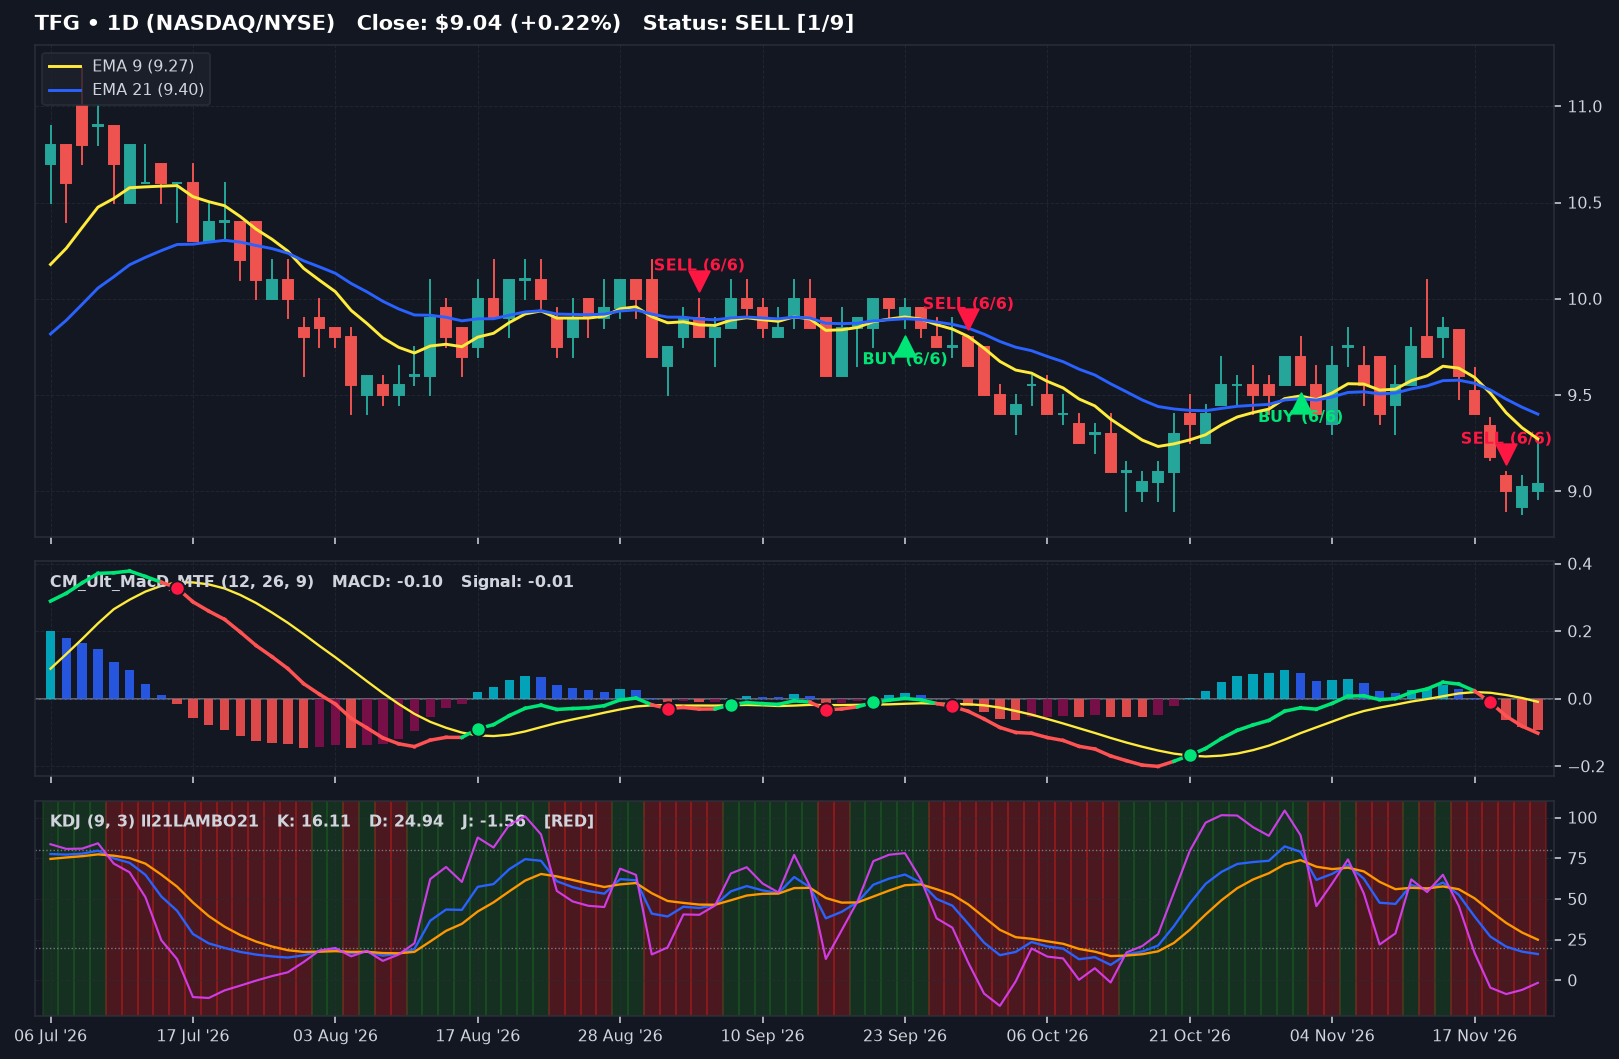 TFG • 1D (NASDAQ/NYSE)   Close: $9.04 (+0.22%)   Status: SELL [1/9]
EMA 9 (9.27)
EMA 21 (9.40)
11.0
10.5
10.0
9.5
9.0
SELL (6/6)
SELL (6/6)
BUY (6/6)
BUY (6/6)
SELL (6/6)
CM_Ult_MacD_MTF (12, 26, 9)   MACD: -0.10   Signal: -0.01
0.4
0.2
0.0
−0.2
KDJ (9, 3) II21LAMBO21   K: 16.11   D: 24.94   J: -1.56   [RED]
100
75
50
25
0
06 Jul '26
17 Jul '26
03 Aug '26
17 Aug '26
28 Aug '26
10 Sep '26
23 Sep '26
06 Oct '26
21 Oct '26
04 Nov '26
17 Nov '26